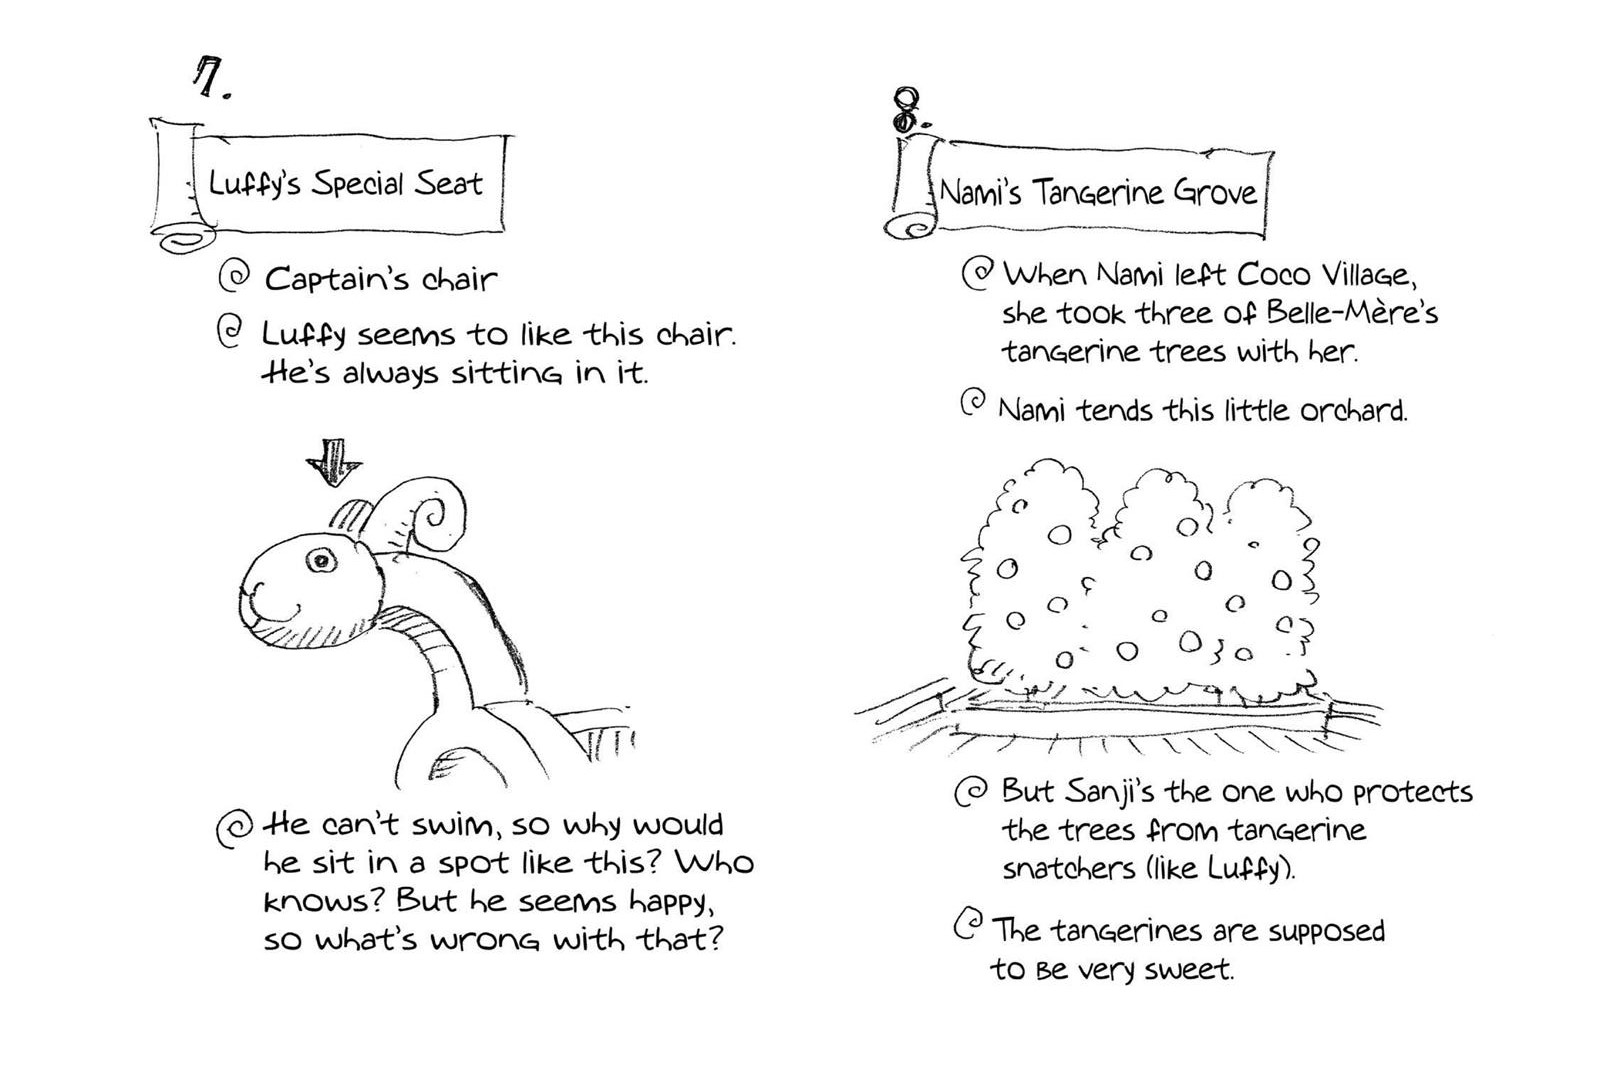 7.
Luffy's Special Seat
Captain's chair
Luffy seems to like this chair.
He's always sitting in it.
He can't swim, so why would
he sit in a spot like this? Who
knows? But he seems happy,
so what's wrong with that?
8.
Nami's Tangerine Grove
When Nami left Coco Village,
she took three of Belle-Mère's
tangerine trees with her.
Nami tends this little orchard.
But Sanji's the one who protects
the trees from tangerine
snatchers (like Luffy).
The tangerines are supposed
to be very sweet.